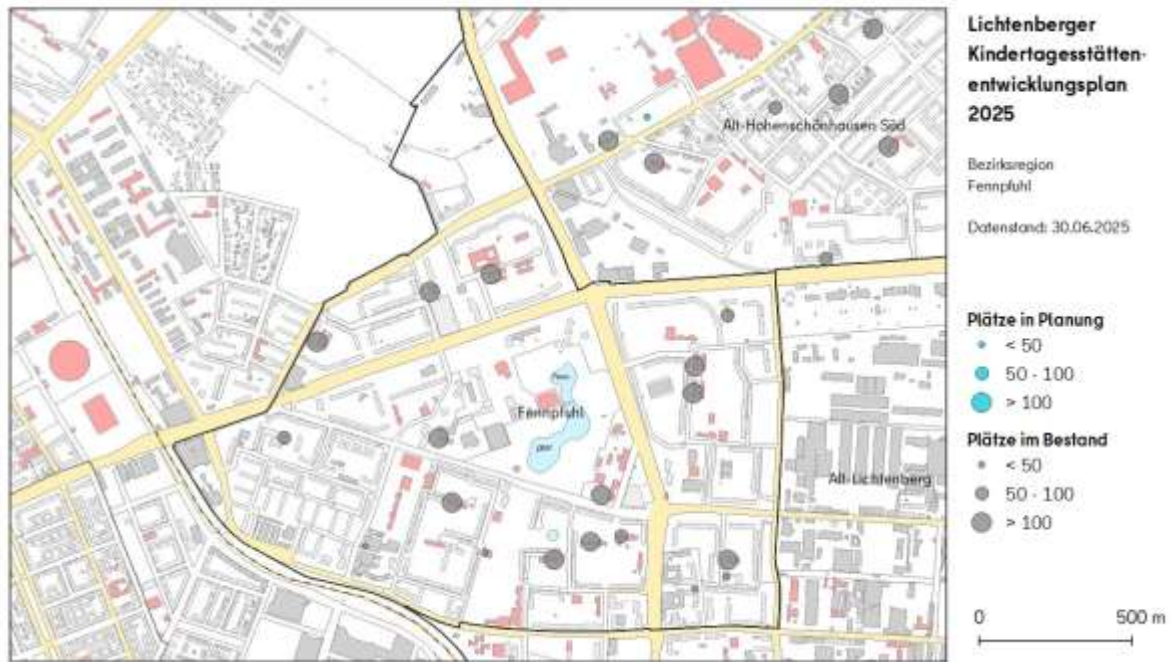 Lichtenberger
Kindertagesstätten-
entwicklungsplan
2025
Bezirksregion
Fennpfuhl
Datenstand: 30.06.2025
Plätze in Planung
< 50
50 - 100
> 100
Plätze im Bestand
< 50
50 - 100
> 100
0 500 m
Alt-Hohenschönhausen Süd
Fennpfuhl
Alt-Lichtenberg